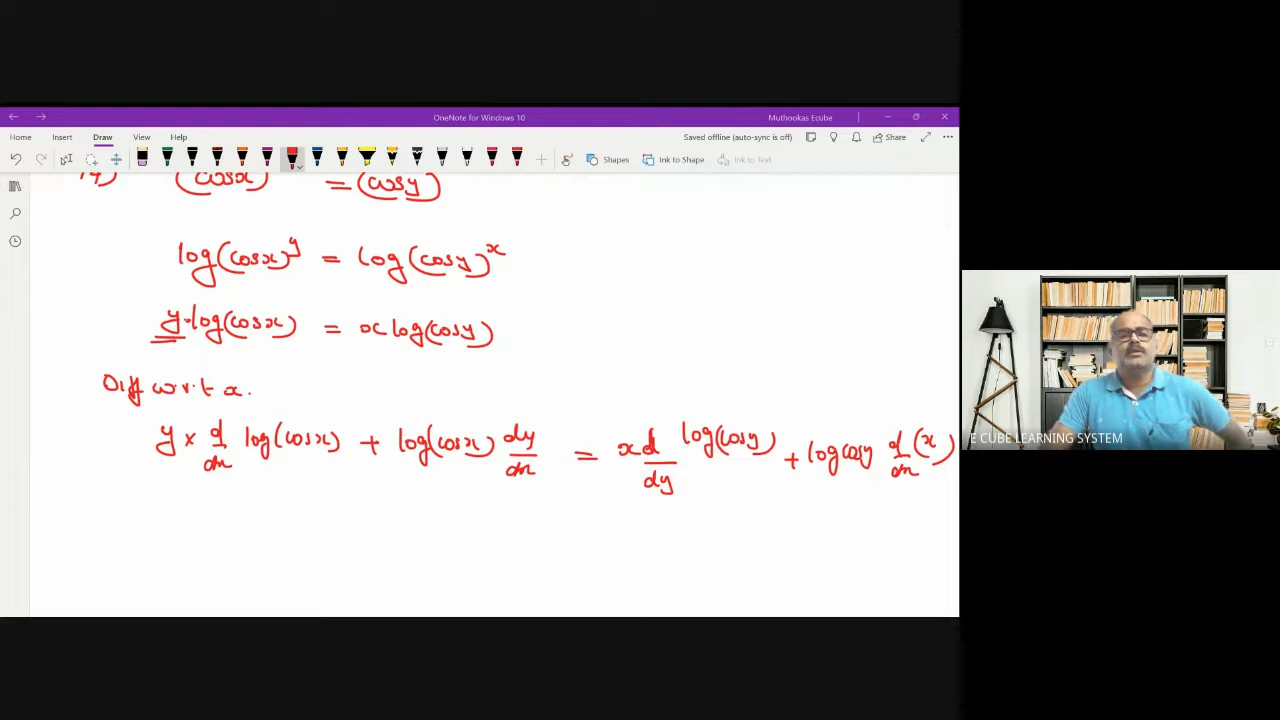 OneNote for Windows 10
Muthookas Ecube
Home Insert Draw View Help
Saved offline (auto-sync is off)
Share
Shapes
Ink to Shape
Ink to Text
(cosx) = (cosy)
log(cosx)^y = log(cosy)^x
y·log(cosx) = x log(cosy)
Diff w.r.t x.
y × d/dx log(cosx) + log(cosx) dy/dx = x d/dy log(cosy) + log cosy d/dx (x)
E CUBE LEARNING SYSTEM